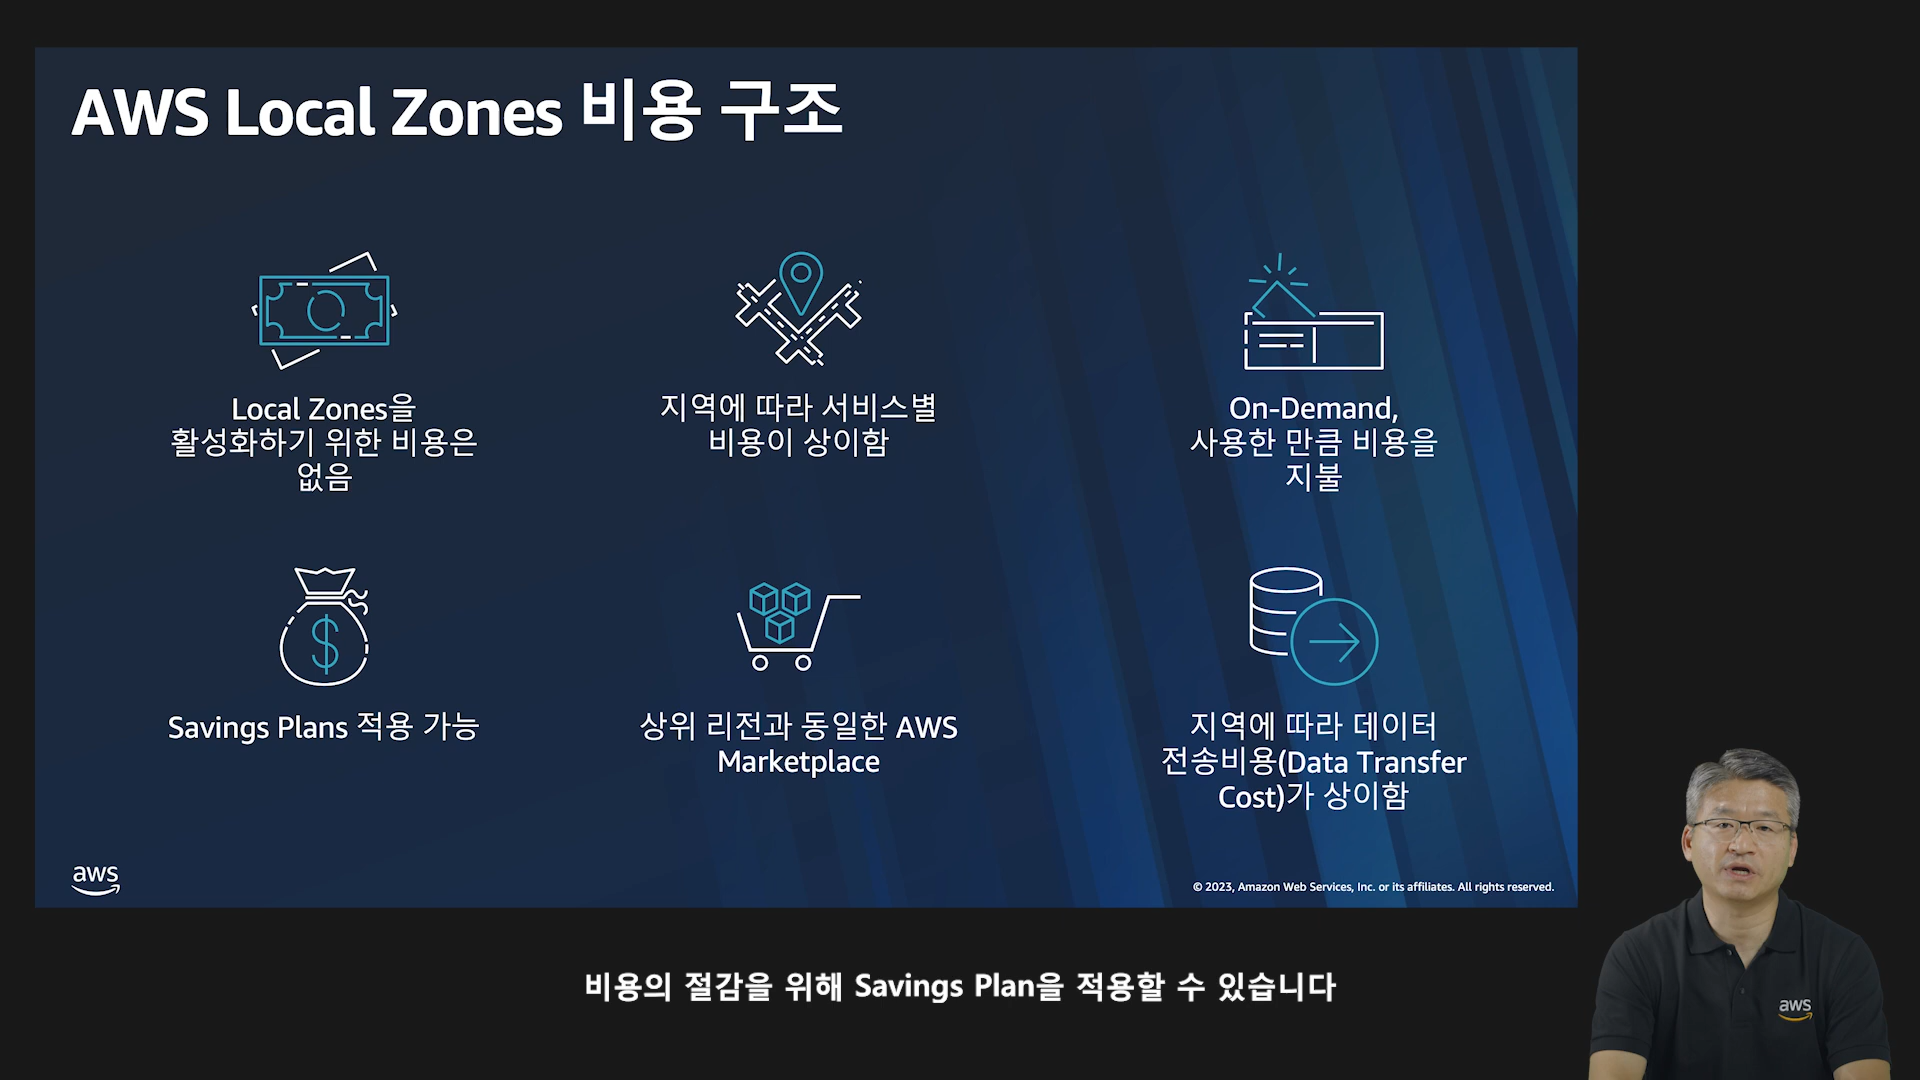 AWS Local Zones 비용 구조
Local Zones을
활성화하기 위한 비용은
없음
지역에 따라 서비스별
비용이 상이함
On-Demand,
사용한 만큼 비용을
지불
Savings Plans 적용 가능
상위 리전과 동일한 AWS
Marketplace
지역에 따라 데이터
전송비용(Data Transfer
Cost)가 상이함
aws
© 2023, Amazon Web Services, Inc. or its affiliates. All rights reserved.
비용의 절감을 위해 Savings Plan을 적용할 수 있습니다
aws